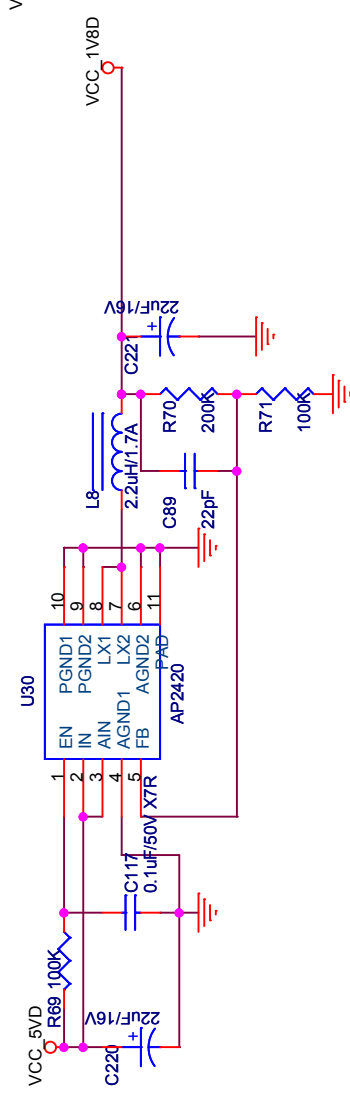 VCC_1V8D
22uF/16V
+
C221
R70
200K
R71
100K
L8
2.2uH/1.7A
C89
22pF
10
9
8
7
6
11
U30
PGND1
PGND2
LX1
LX2
AGND2
PAD
EN
IN
AIN
AGND1
FB
AP2420
1
2
3
4
5
C117
0.1uF/50V X7R
R69 100K
VCC_5VD
22uF/16V
+
C220